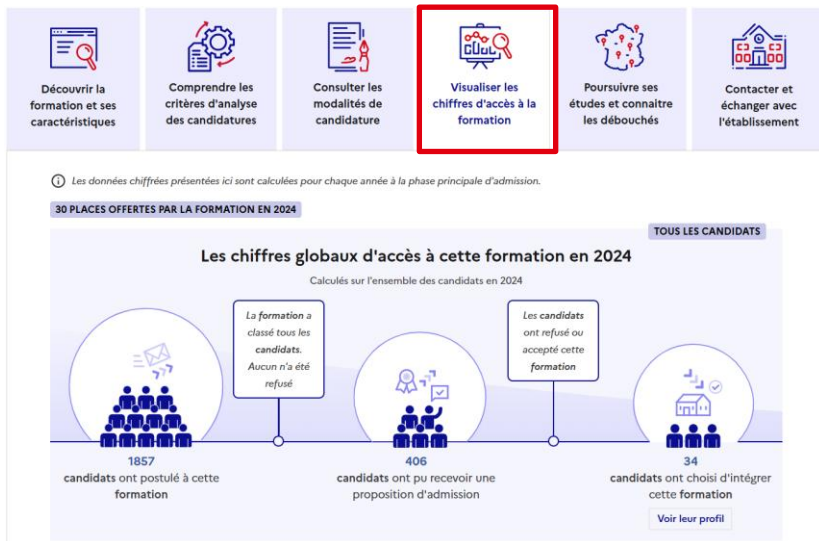 Découvrir la
formation et ses
caractéristiques
Comprendre les
critères d'analyse
des candidatures
Consulter les
modalités de
candidature
Visualiser les
chiffres d'accès à la
formation
Poursuivre ses
études et connaitre
les débouchés
Contacter et
échanger avec
l'établissement
Les données chiffrées présentées ici sont calculées pour chaque année à la phase principale d'admission.
30 PLACES OFFERTES PAR LA FORMATION EN 2024
TOUS LES CANDIDATS
Les chiffres globaux d'accès à cette formation en 2024
Calculés sur l'ensemble des candidats en 2024
La formation a
classé tous les
candidats.
Aucun n'a été
refusé
Les candidats
ont refusé ou
accepté cette
formation
1857
candidats ont postulé à cette
formation
406
candidats ont pu recevoir une
proposition d'admission
34
candidats ont choisi d'intégrer
cette formation
Voir leur profil